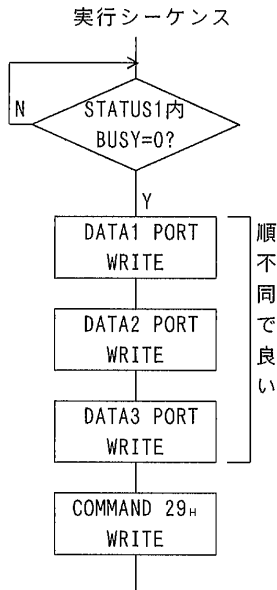 実行シーケンス
N
STATUS1内
BUSY=0?
Y
DATA1 PORT
WRITE
DATA2 PORT
WRITE
DATA3 PORT
WRITE
順不同で良い
COMMAND 29H
WRITE